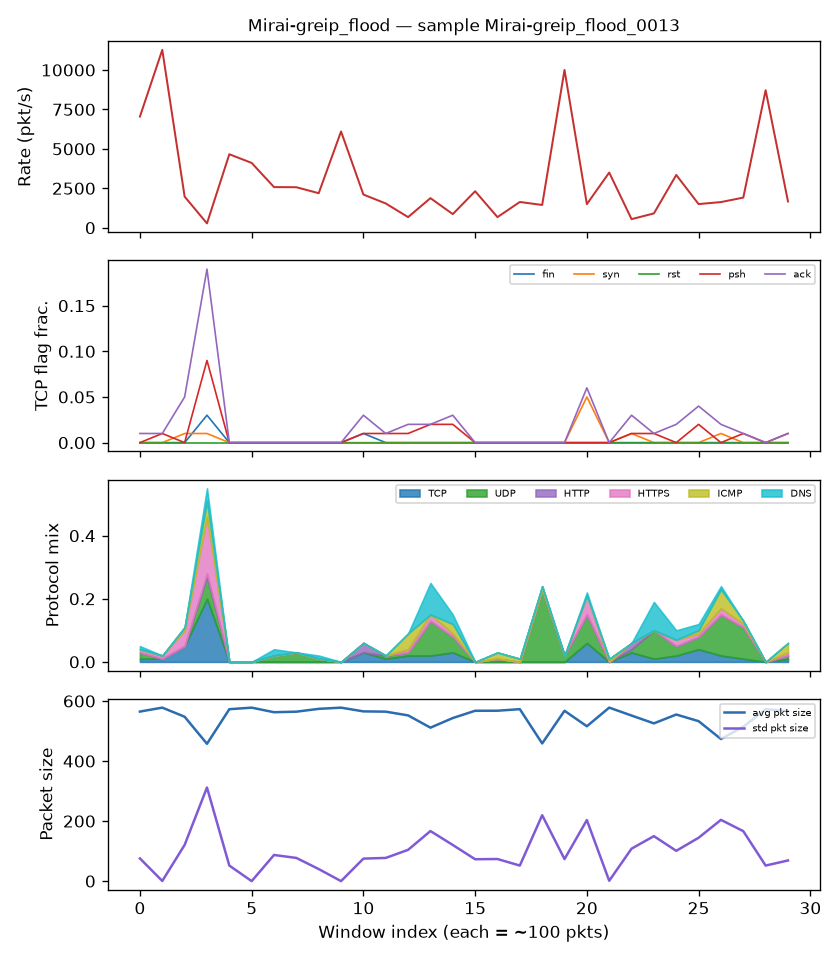 Mirai-greip_flood — sample Mirai-greip_flood_0013
Rate (pkt/s)
10000
7500
5000
2500
0
TCP flag frac.
0.15
0.10
0.05
0.00
fin syn rst psh ack
Protocol mix
0.4
0.2
0.0
TCP UDP HTTP HTTPS ICMP DNS
Packet size
600
400
200
0
avg pkt size
std pkt size
0 5 10 15 20 25 30
Window index (each = ~100 pkts)